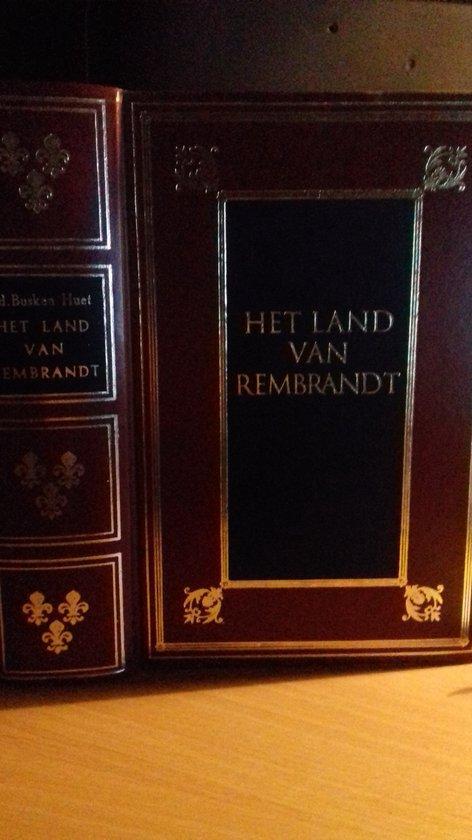 d.Busken Huet
HET LAND
VAN
REMBRANDT
HET LAND
VAN
REMBRANDT